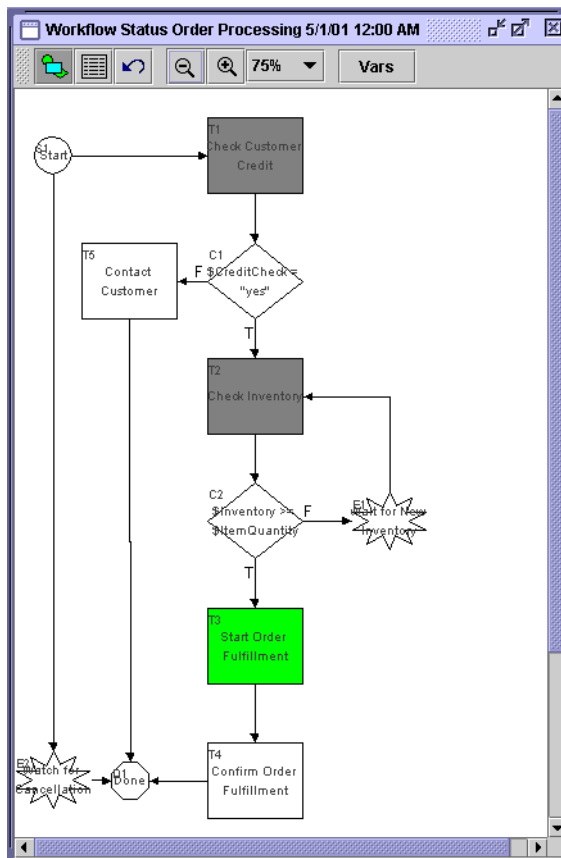 Workflow Status Order Processing 5/1/01 12:00 AM
75%
Vars
S1
Start
T1
Check Customer
Credit
T5
Contact
Customer
F
C1
$CreditCheck =
"yes"
T
T2
Check Inventory
C2
$Inventory >=
$ItemQuantity
F
E1
Wait for New
Inventory
T
T3
Start Order
Fulfillment
E2
Watch for
Cancellation
D1
Done
T4
Confirm Order
Fulfillment